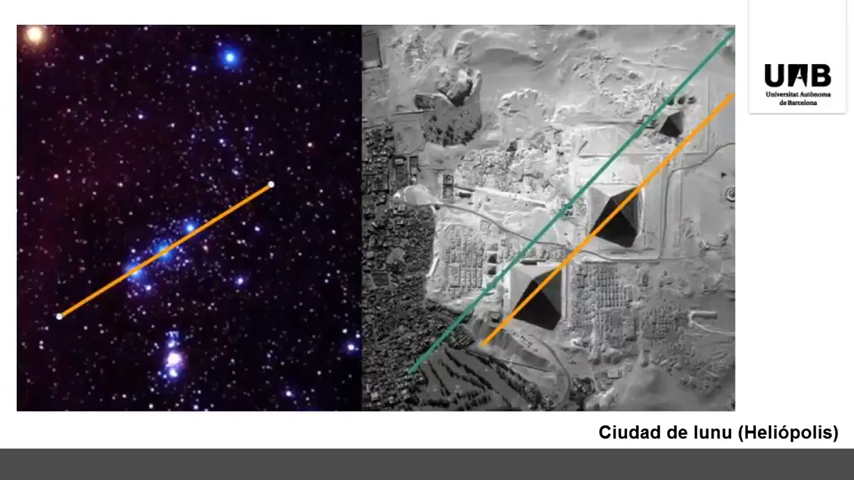 UAB
Universitat Autònoma
de Barcelona
Ciudad de Iunu (Heliópolis)